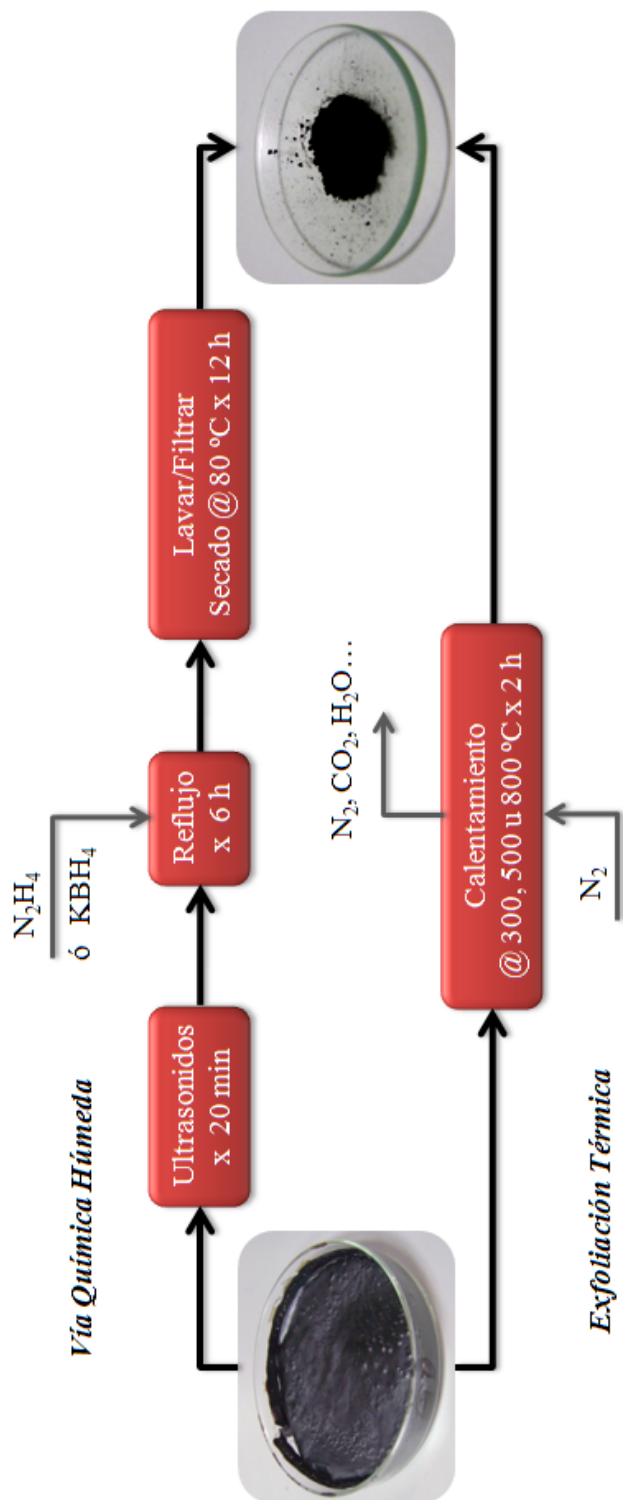 Vía Química Húmeda
N₂H₄
ó KBH₄
Ultrasonidos
x 20 min
Reflujo
x 6 h
Lavar/Filtrar
Secado @ 80 ºC x 12 h
N₂, CO₂, H₂O…
Calentamiento
@ 300, 500 u 800 ºC x 2 h
N₂
Exfoliación Térmica